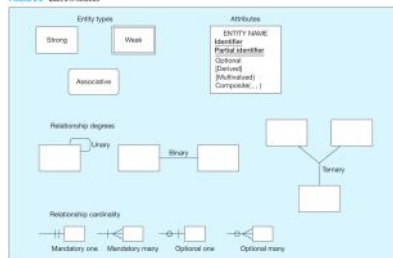 Entity types
Attributes
Strong
Weak
Associative
ENTITY NAME
Identifier
Partial identifier
Optional
[Derived]
{Multivalued}
Composite( , , )
Relationship degrees
Unary
Binary
Ternary
Relationship cardinality
Mandatory one
Mandatory many
Optional one
Optional many